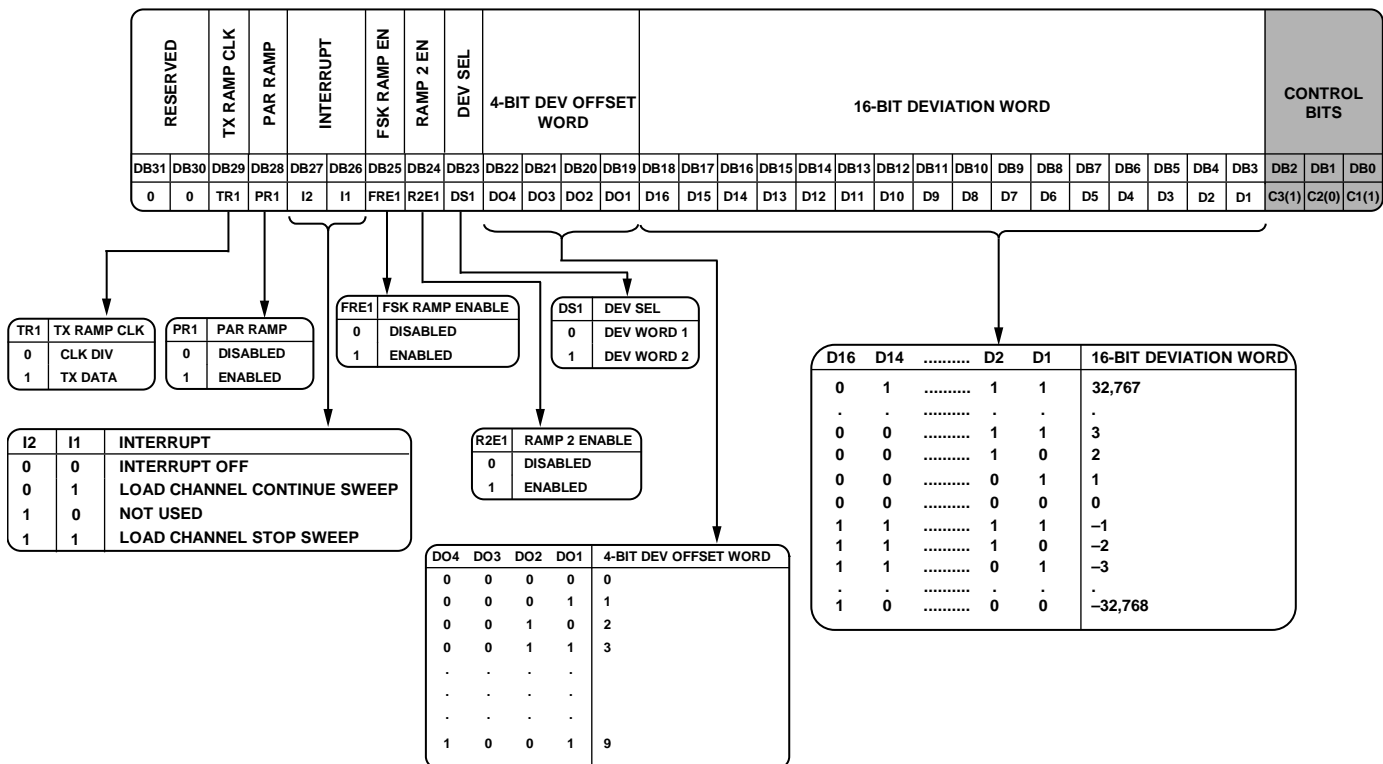 RESERVED
TX RAMP CLK
PAR RAMP
INTERRUPT
FSK RAMP EN
RAMP 2 EN
DEV SEL
4-BIT DEV OFFSET
WORD
16-BIT DEVIATION WORD
CONTROL
BITS
DB31 DB30 DB29 DB28 DB27 DB26 DB25 DB24 DB23 DB22 DB21 DB20 DB19 DB18 DB17 DB16 DB15 DB14 DB13 DB12 DB11 DB10 DB9 DB8 DB7 DB6 DB5 DB4 DB3 DB2 DB1 DB0
0 0 TR1 PR1 I2 I1 FRE1 R2E1 DS1 DO4 DO3 DO2 DO1 D16 D15 D14 D13 D12 D11 D10 D9 D8 D7 D6 D5 D4 D3 D2 D1 C3(1) C2(0) C1(1)
TR1 TX RAMP CLK
0 CLK DIV
1 TX DATA
PR1 PAR RAMP
0 DISABLED
1 ENABLED
FRE1 FSK RAMP ENABLE
0 DISABLED
1 ENABLED
DS1 DEV SEL
0 DEV WORD 1
1 DEV WORD 2
I2 I1 INTERRUPT
0 0 INTERRUPT OFF
0 1 LOAD CHANNEL CONTINUE SWEEP
1 0 NOT USED
1 1 LOAD CHANNEL STOP SWEEP
R2E1 RAMP 2 ENABLE
0 DISABLED
1 ENABLED
DO4 DO3 DO2 DO1 4-BIT DEV OFFSET WORD
0 0 0 0 0
0 0 0 1 1
0 0 1 0 2
0 0 1 1 3
. . . .
. . . .
. . . .
1 0 0 1 9
D16 D14 .......... D2 D1 16-BIT DEVIATION WORD
0 1 .......... 1 1 32,767
. . .......... . . .
0 0 .......... 1 1 3
0 0 .......... 1 0 2
0 0 .......... 0 1 1
0 0 .......... 0 0 0
1 1 .......... 1 1 –1
1 1 .......... 1 0 –2
1 1 .......... 0 1 –3
. . .......... . . .
1 0 .......... 0 0 –32,768